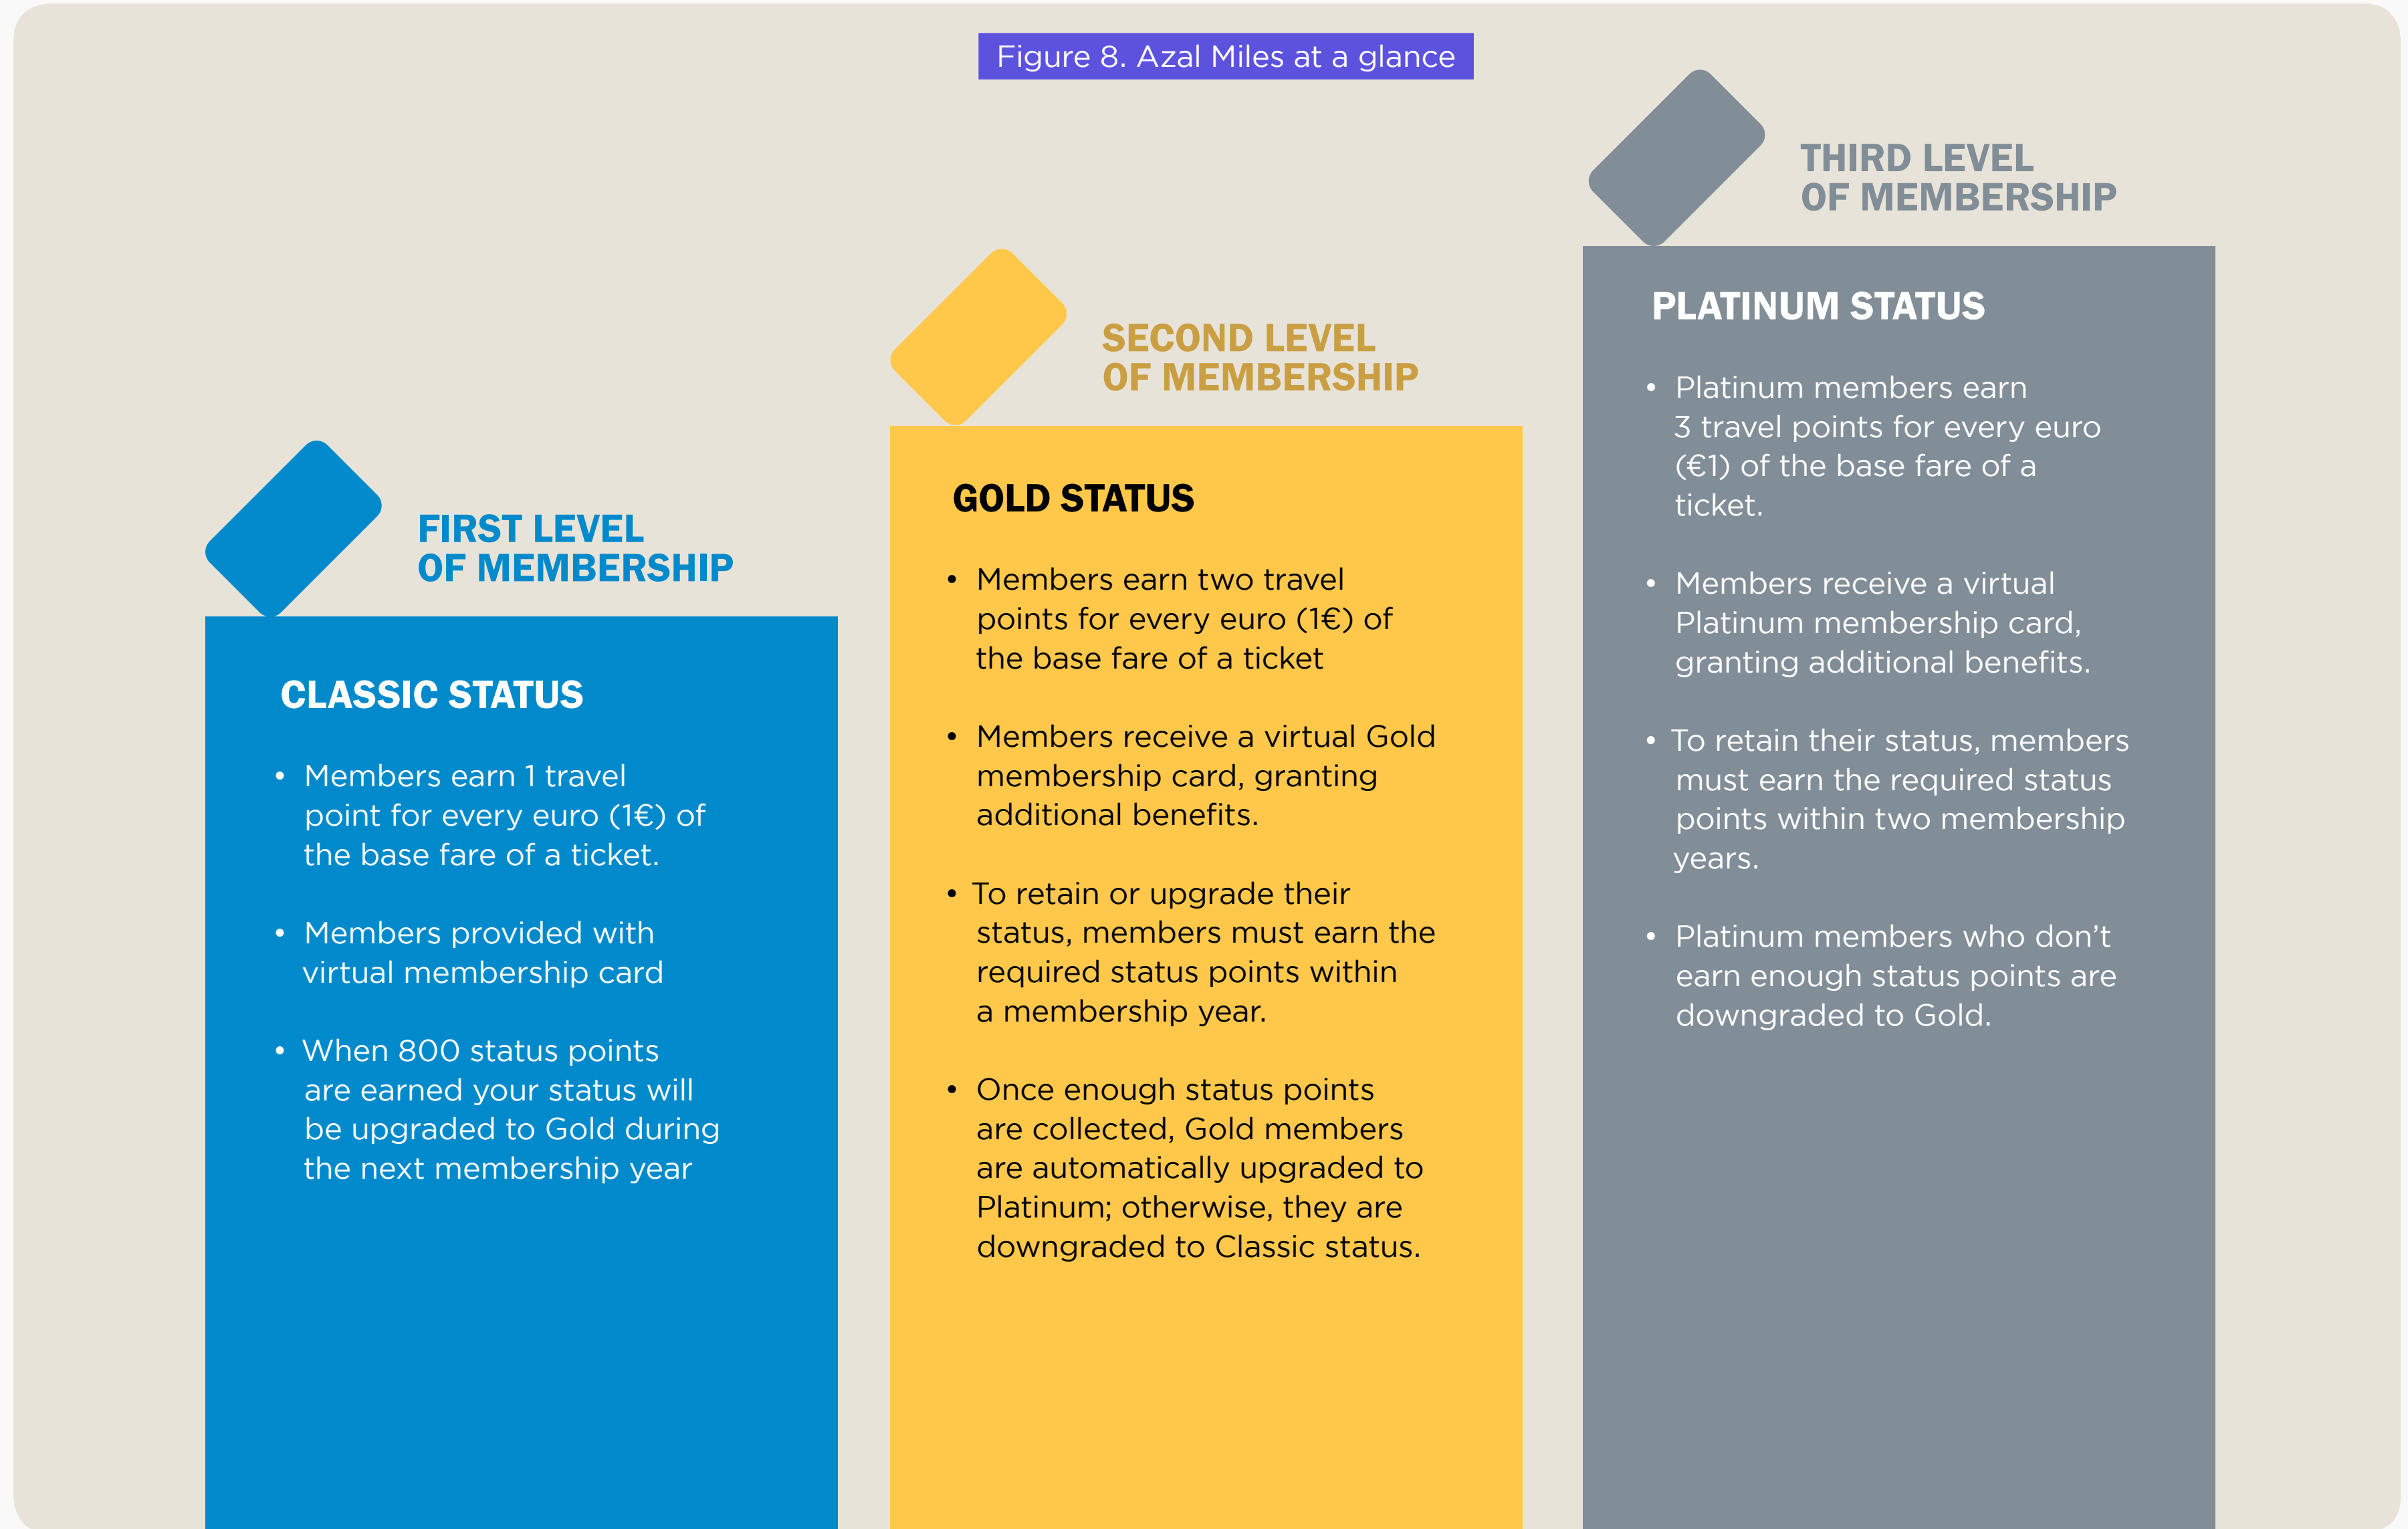 Figure 8. Azal Miles at a glance
FIRST LEVEL
OF MEMBERSHIP
CLASSIC STATUS
• Members earn 1 travel
point for every euro (1€) of
the base fare of a ticket.
• Members provided with
virtual membership card
• When 800 status points
are earned your status will
be upgraded to Gold during
the next membership year
SECOND LEVEL
OF MEMBERSHIP
GOLD STATUS
• Members earn two travel
points for every euro (1€) of
the base fare of a ticket
• Members receive a virtual Gold
membership card, granting
additional benefits.
• To retain or upgrade their
status, members must earn the
required status points within
a membership year.
• Once enough status points
are collected, Gold members
are automatically upgraded to
Platinum; otherwise, they are
downgraded to Classic status.
THIRD LEVEL
OF MEMBERSHIP
PLATINUM STATUS
• Platinum members earn
3 travel points for every euro
(€1) of the base fare of a
ticket.
• Members receive a virtual
Platinum membership card,
granting additional benefits.
• To retain their status, members
must earn the required status
points within two membership
years.
• Platinum members who don’t
earn enough status points are
downgraded to Gold.